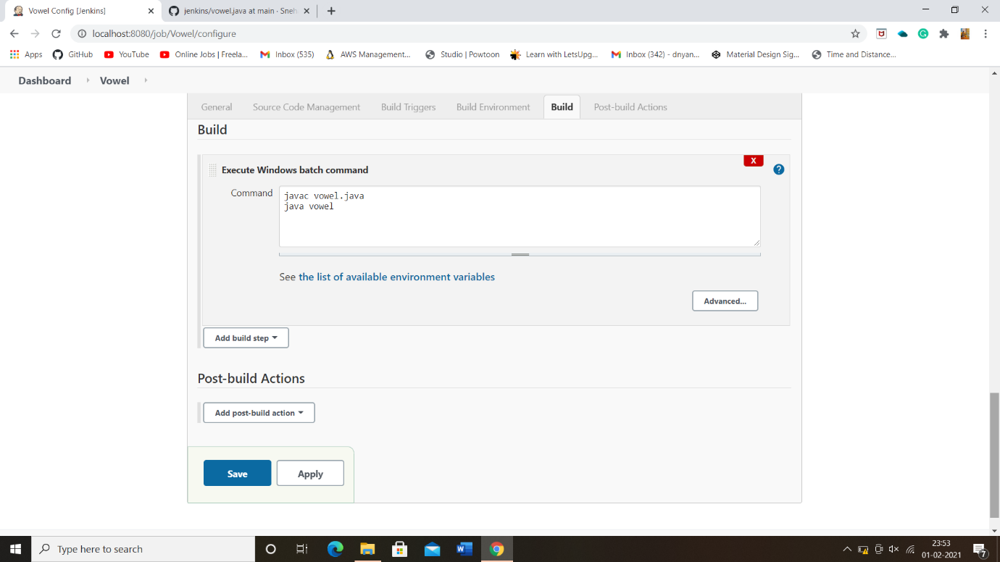 Vowel Config [Jenkins]
jenkins/vowel.java at main · Sneh
localhost:8080/job/Vowel/configure
Apps GitHub YouTube Online Jobs | Freela... Inbox (535) AWS Management... Studio | Powtoon Learn with LetsUpg... Inbox (342) - dnyan... Material Design Sig... Time and Distance...
Dashboard Vowel
General Source Code Management Build Triggers Build Environment Build Post-build Actions
Build
X
Execute Windows batch command
?
Command
javac vowel.java
java vowel
See the list of available environment variables
Advanced...
Add build step
Post-build Actions
Add post-build action
Save Apply
Type here to search
23:53
01-02-2021
7